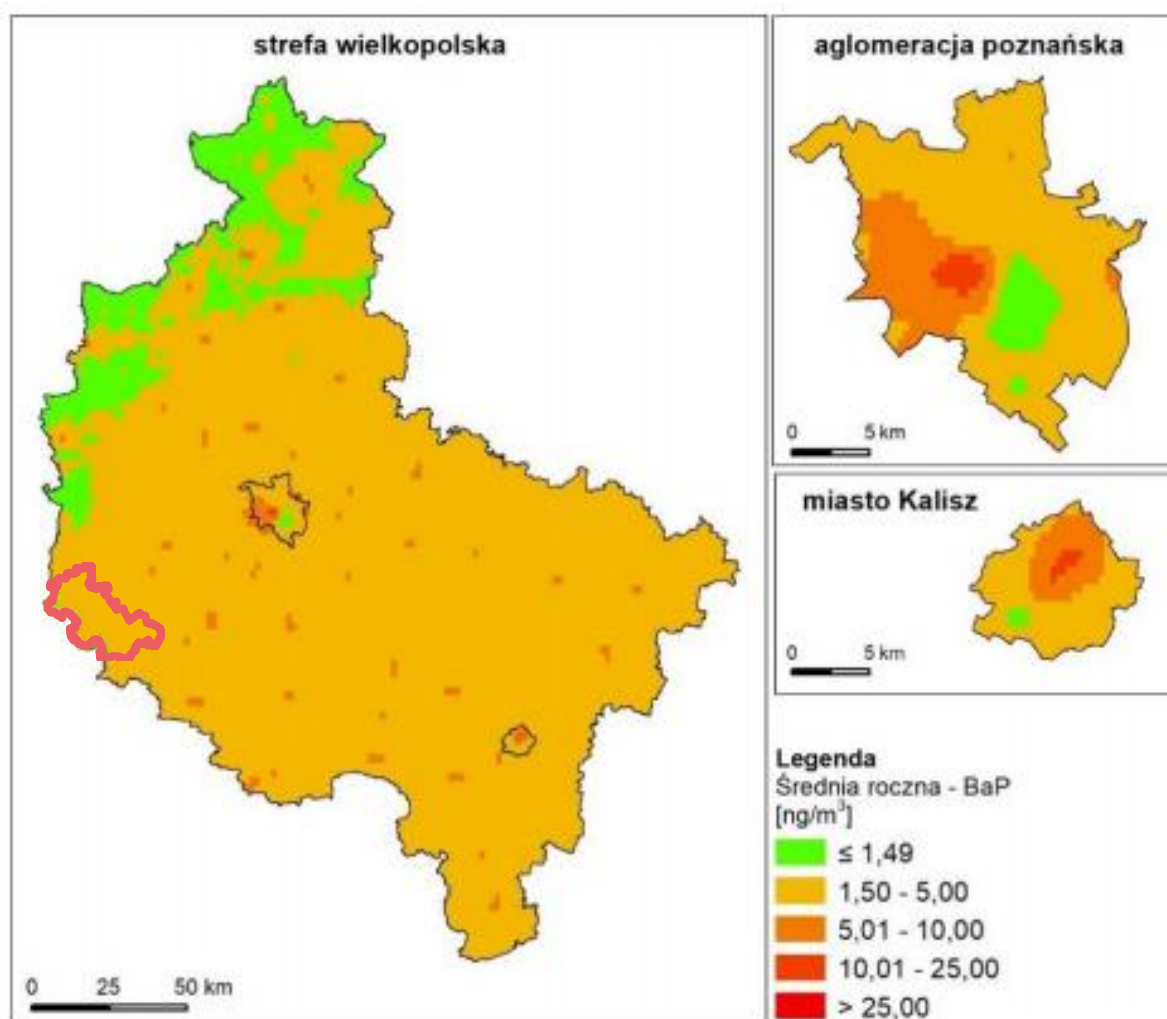 strefa wielkopolska
0 25 50 km
aglomeracja poznańska
0 5 km
miasto Kalisz
0 5 km
Legenda
Średnia roczna - BaP
[ng/m³]
≤ 1,49
1,50 - 5,00
5,01 - 10,00
10,01 - 25,00
> 25,00